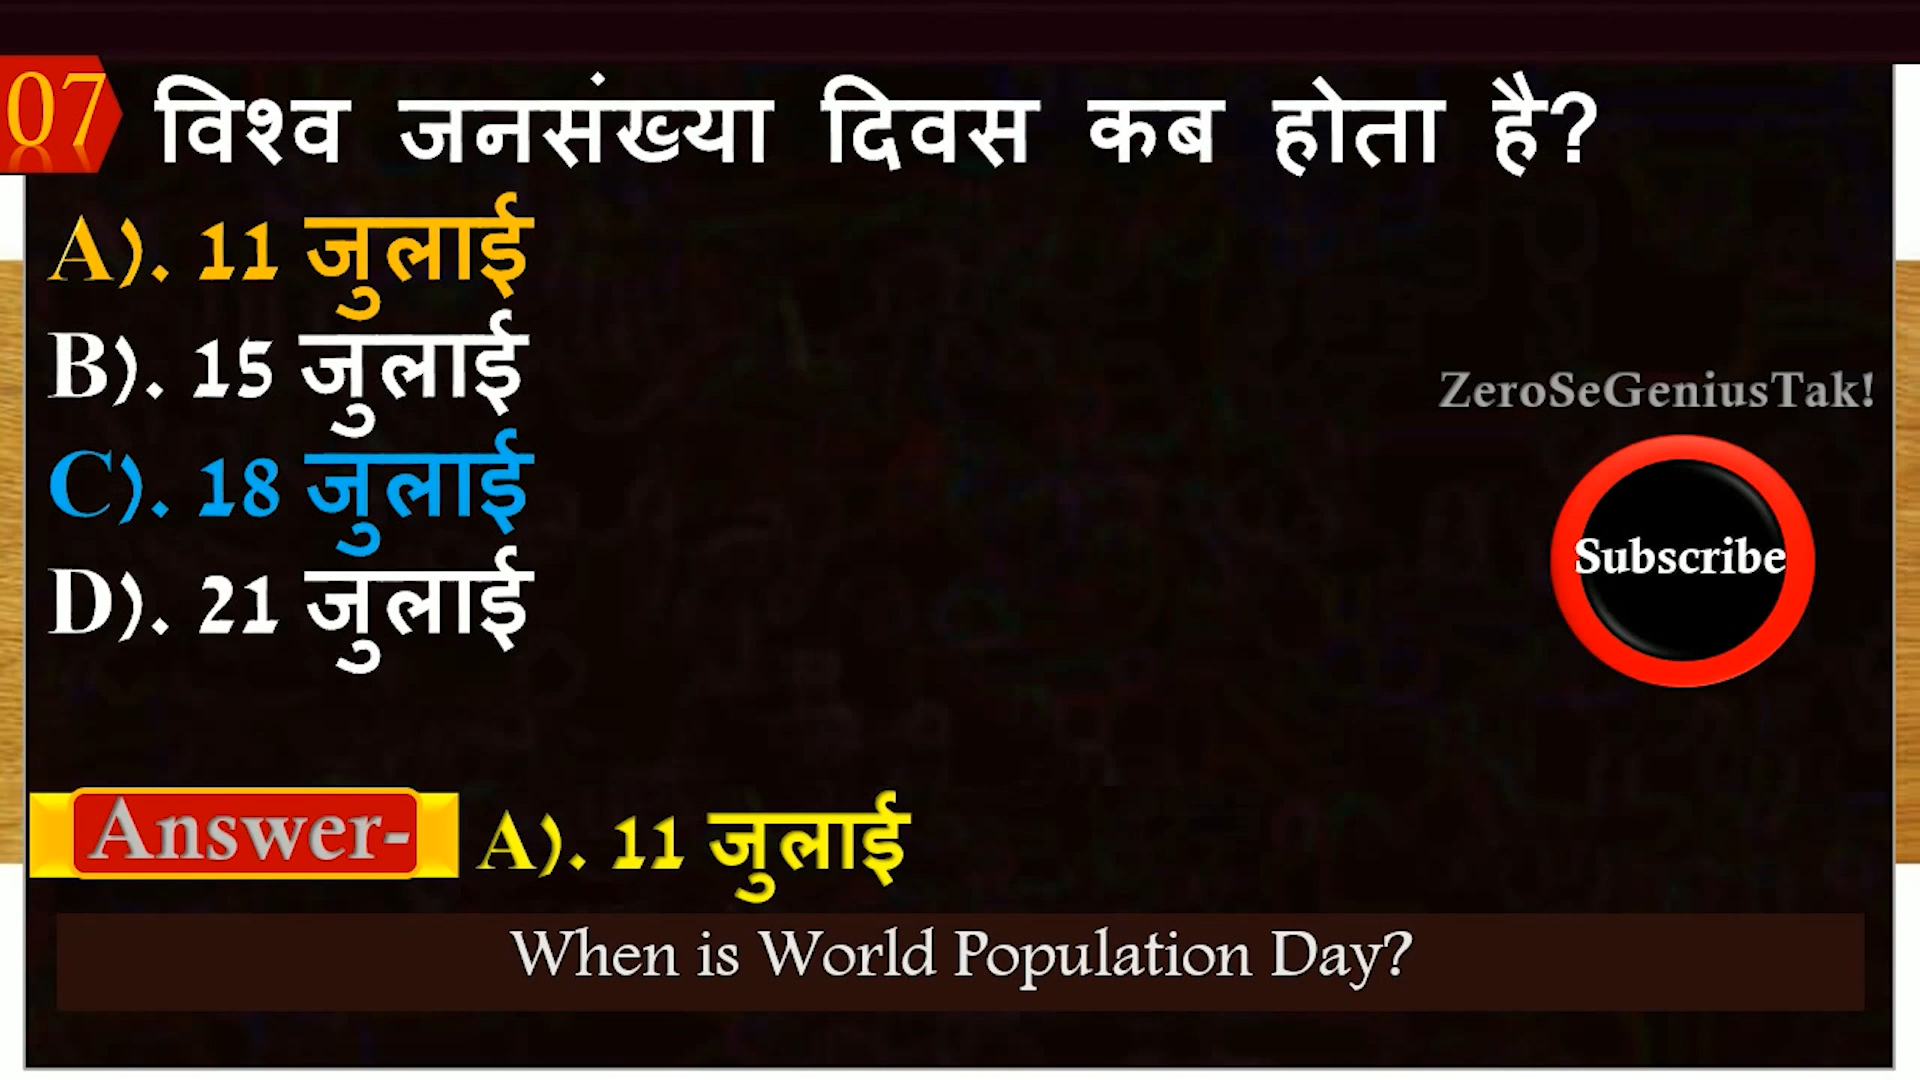 07 विश्व जनसंख्या दिवस कब होता है?
A). 11 जुलाई
B). 15 जुलाई
C). 18 जुलाई
D). 21 जुलाई
ZeroSeGeniusTak!
Subscribe
Answer- A). 11 जुलाई
When is World Population Day?